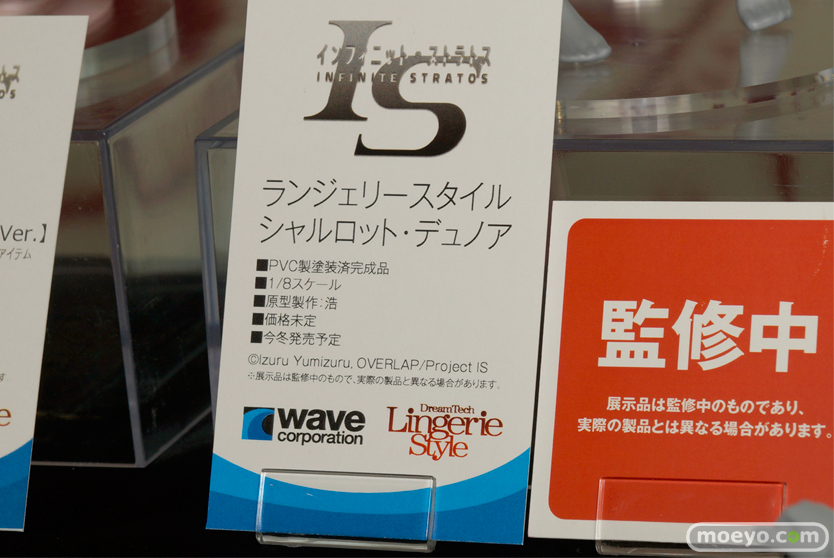 インフィニット・ストラトス
INFINITE STRATOS
IS
ランジェリースタイル
シャルロット・デュノア
■PVC製塗装済完成品
■1/8スケール
■原型製作：浩
■価格未定
■今冬発売予定
©Izuru Yumizuru, OVERLAP/Project IS
※展示品は監修中のもので、実際の製品と異なる場合があります。
wave
corporation
DreamTech
Lingerie
Style
Ver.】
アイテム
監修中
展示品は監修中のものであり、
実際の製品とは異なる場合があります。
moeyo.com